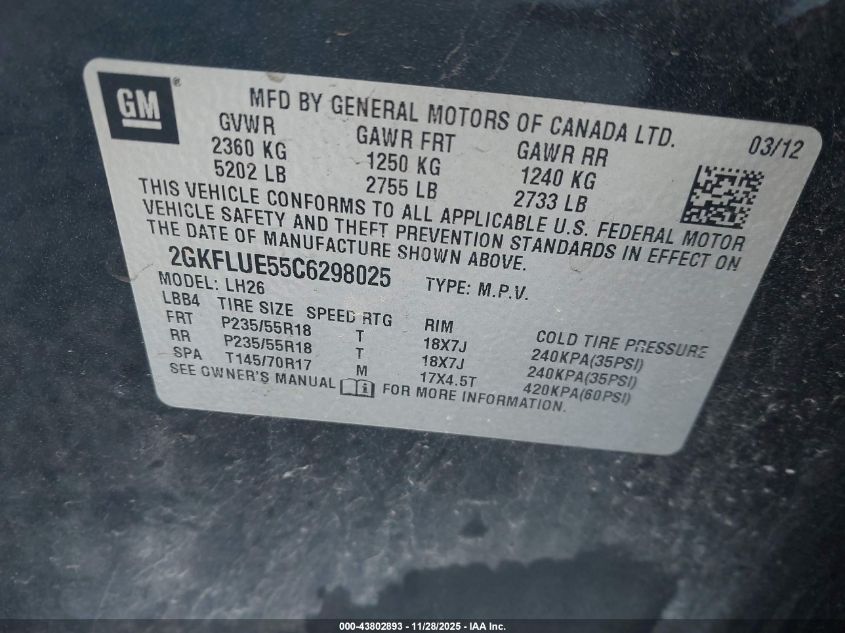 GM®
MFD BY GENERAL MOTORS OF CANADA LTD.
03/12
GVWR GAWR FRT GAWR RR
2360 KG 1250 KG 1240 KG
5202 LB 2755 LB 2733 LB
THIS VEHICLE CONFORMS TO ALL APPLICABLE U.S. FEDERAL MOTOR
VEHICLE SAFETY AND THEFT PREVENTION STANDARDS IN EFFECT ON
THE DATE OF MANUFACTURE SHOWN ABOVE.
2GKFLUE55C6298025 TYPE: M.P.V.
MODEL: LH26
LBB4 TIRE SIZE SPEED RTG RIM COLD TIRE PRESSURE
FRT P235/55R18 T 18X7J 240KPA(35PSI)
RR P235/55R18 T 18X7J 240KPA(35PSI)
SPA T145/70R17 M 17X4.5T 420KPA(60PSI)
SEE OWNER'S MANUAL i FOR MORE INFORMATION.
000-43802893 - 11/28/2025 - IAA Inc.